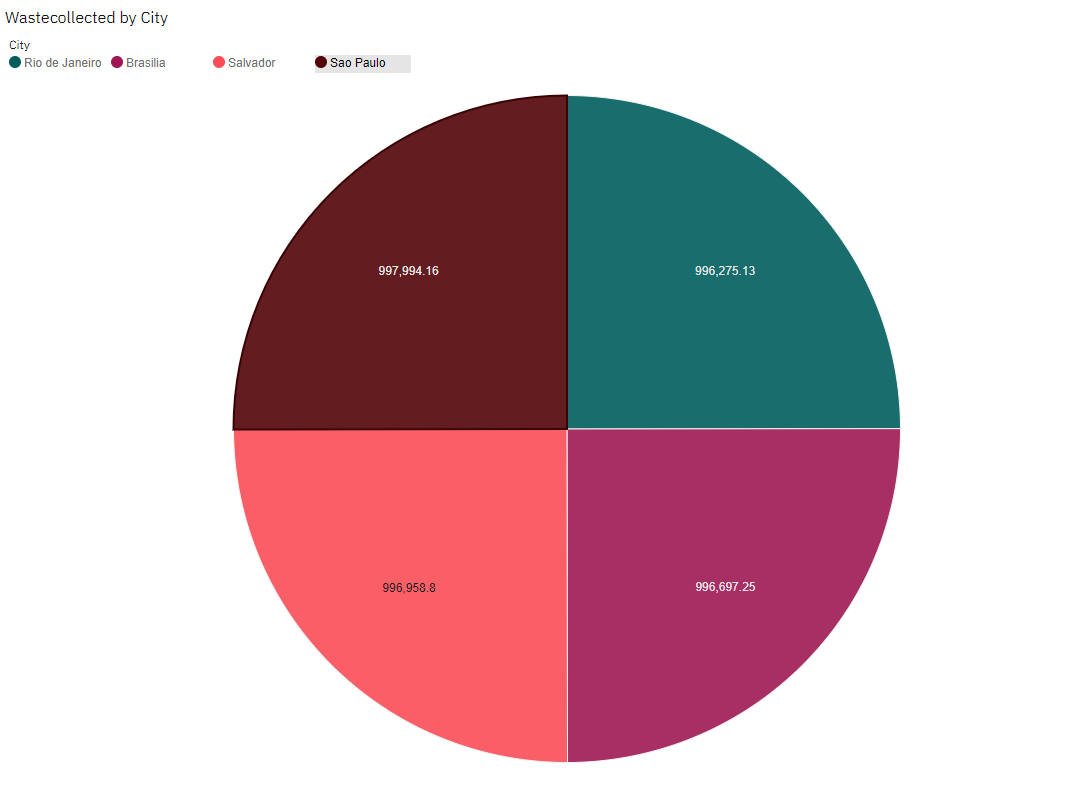 Wastecollected by City
City
Rio de Janeiro Brasilia Salvador Sao Paulo
997,994.16 996,275.13
996,958.8 996,697.25